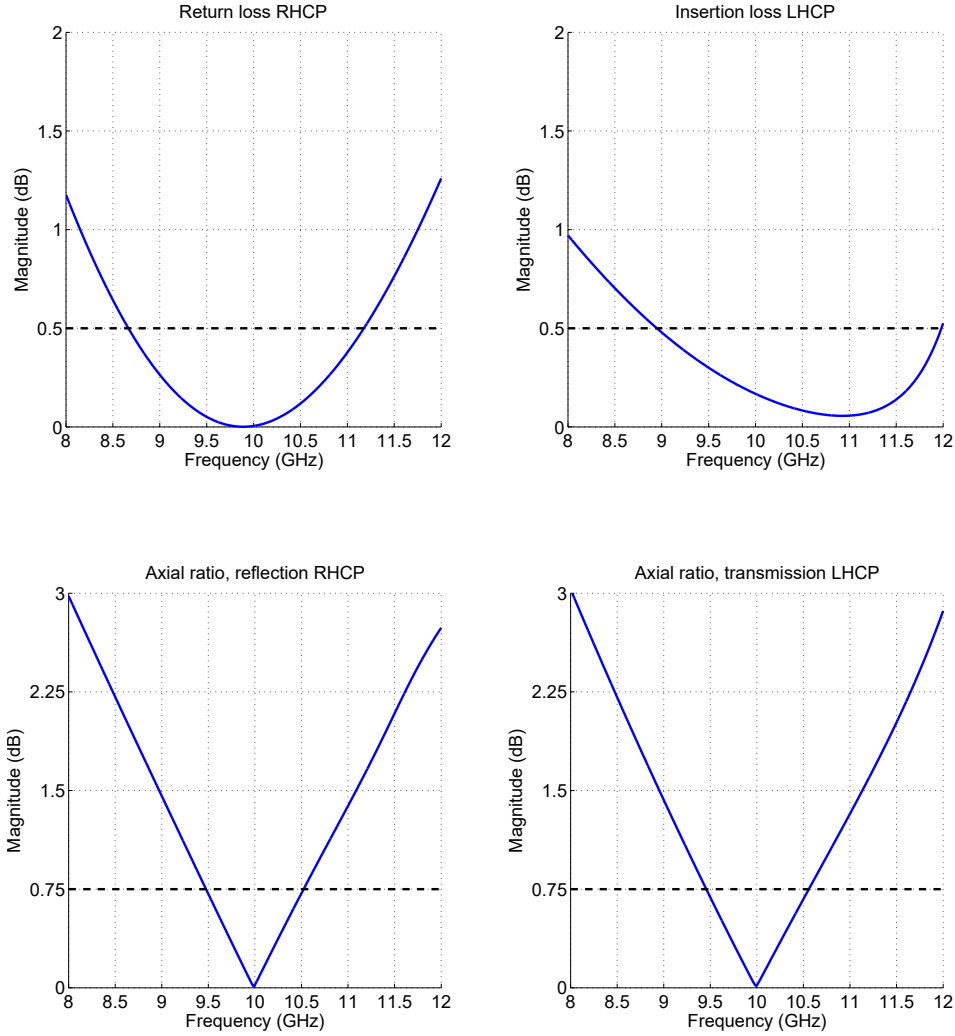 Return loss RHCP
2
1.5
1
0.5
0
Magnitude (dB)
8 8.5 9 9.5 10 10.5 11 11.5 12
Frequency (GHz)
Insertion loss LHCP
2
1.5
1
0.5
0
Magnitude (dB)
8 8.5 9 9.5 10 10.5 11 11.5 12
Frequency (GHz)
Axial ratio, reflection RHCP
3
2.25
1.5
0.75
0
Magnitude (dB)
8 8.5 9 9.5 10 10.5 11 11.5 12
Frequency (GHz)
Axial ratio, transmission LHCP
3
2.25
1.5
0.75
0
Magnitude (dB)
8 8.5 9 9.5 10 10.5 11 11.5 12
Frequency (GHz)